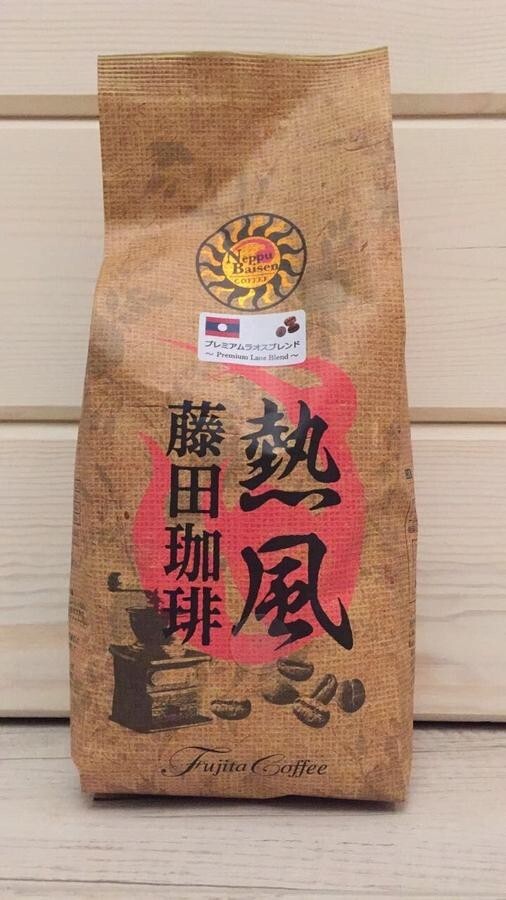 Neppu
Baisen
COFFEE
プレミアムラオスブレンド
～ Premium Laos Blend ～
熱風
藤田珈琲
Fujita Coffee